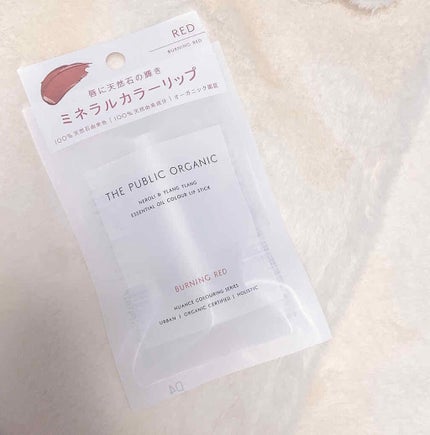 RED
BURNING RED
唇に天然石の輝き
ミネラルカラーリップ
100%天然石由来色 | 100%天然由来成分 | オーガニック認証
THE PUBLIC ORGANIC
NEROLI & YLANG YLANG
ESSENTIAL OIL COLOUR LIP STICK
BURNING RED
NUANCE COLOURING SERIES
URBAN | ORGANIC CERTIFIED | HOLISTIC